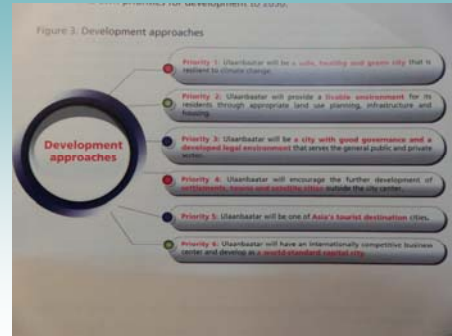 priorities for development to 2030.
Figure 3. Development approaches
Development
approaches
Priority 1: Ulaanbaatar will be a safe, healthy and green city that is
resilient to climate change.
Priority 2: Ulaanbaatar will provide a livable environment for its
residents through appropriate land use planning, infrastructure and
housing.
Priority 3: Ulaanbaatar will be a city with good governance and a
developed legal environment that serves the general public and private
sector.
Priority 4: Ulaanbaatar will encourage the further development of
settlements, towns and satellite cities outside the city center.
Priority 5: Ulaanbaatar will be one of Asia's tourist destination cities.
Priority 6: Ulaanbaatar will have an internationally competitive business
center and develop as a world standard capital city.